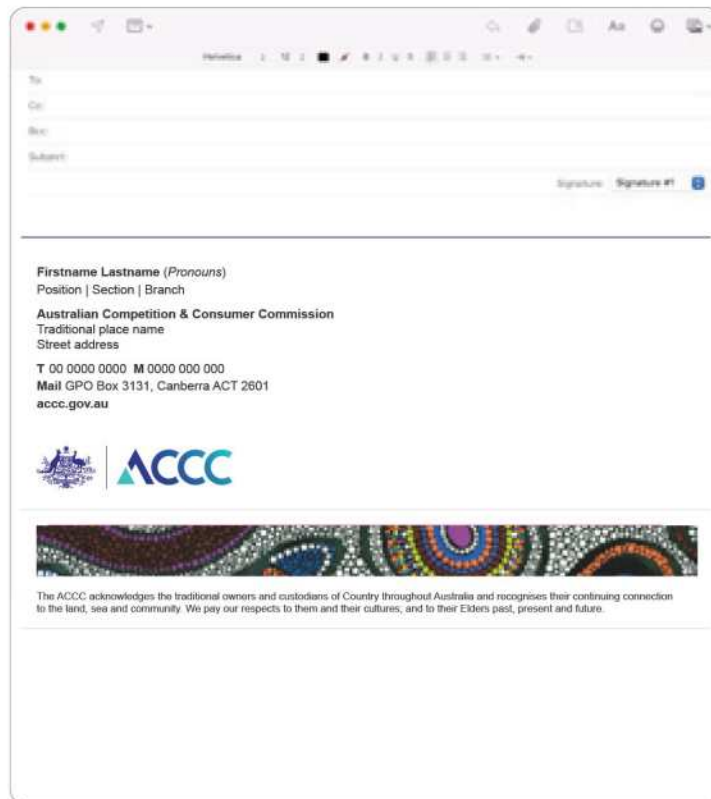 Helvetica
12
B I U S
Aa
To:
Cc:
Bcc:
Subject:
Signature: Signature #1
Firstname Lastname (Pronouns)
Position | Section | Branch
Australian Competition & Consumer Commission
Traditional place name
Street address
T 00 0000 0000 M 0000 000 000
Mail GPO Box 3131, Canberra ACT 2601
accc.gov.au
ACCC
The ACCC acknowledges the traditional owners and custodians of Country throughout Australia and recognises their continuing connection
to the land, sea and community. We pay our respects to them and their cultures; and to their Elders past, present and future.